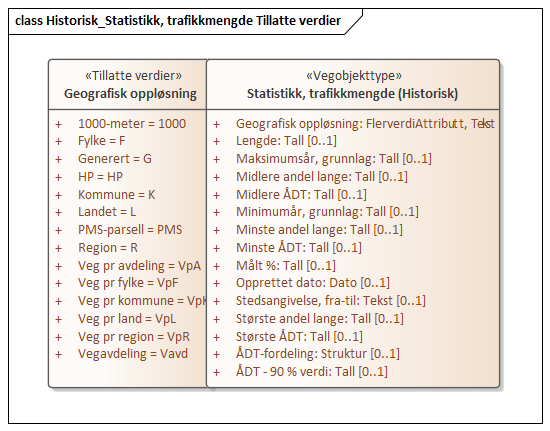 class Historisk_Statistikk, trafikkmengde Tillatte verdier
«Tillatte verdier»
Geografisk oppløsning
+ 1000-meter = 1000
+ Fylke = F
+ Generert = G
+ HP = HP
+ Kommune = K
+ Landet = L
+ PMS-parsell = PMS
+ Region = R
+ Veg pr avdeling = VpA
+ Veg pr fylke = VpF
+ Veg pr kommune = VpK
+ Veg pr land = VpL
+ Veg pr region = VpR
+ Vegavdeling = Vavd
«Vegobjekttype»
Statistikk, trafikkmengde (Historisk)
+ Geografisk oppløsning: FlerverdiAttributt, Tekst
+ Lengde: Tall [0..1]
+ Maksimumsår, grunnlag: Tall [0..1]
+ Midlere andel lange: Tall [0..1]
+ Midlere ÅDT: Tall [0..1]
+ Minimumår, grunnlag: Tall [0..1]
+ Minste andel lange: Tall [0..1]
+ Minste ÅDT: Tall [0..1]
+ Målt %: Tall [0..1]
+ Opprettet dato: Dato [0..1]
+ Stedsangivelse, fra-til: Tekst [0..1]
+ Største andel lange: Tall [0..1]
+ Største ÅDT: Tall [0..1]
+ ÅDT-fordeling: Struktur [0..1]
+ ÅDT - 90 % verdi: Tall [0..1]